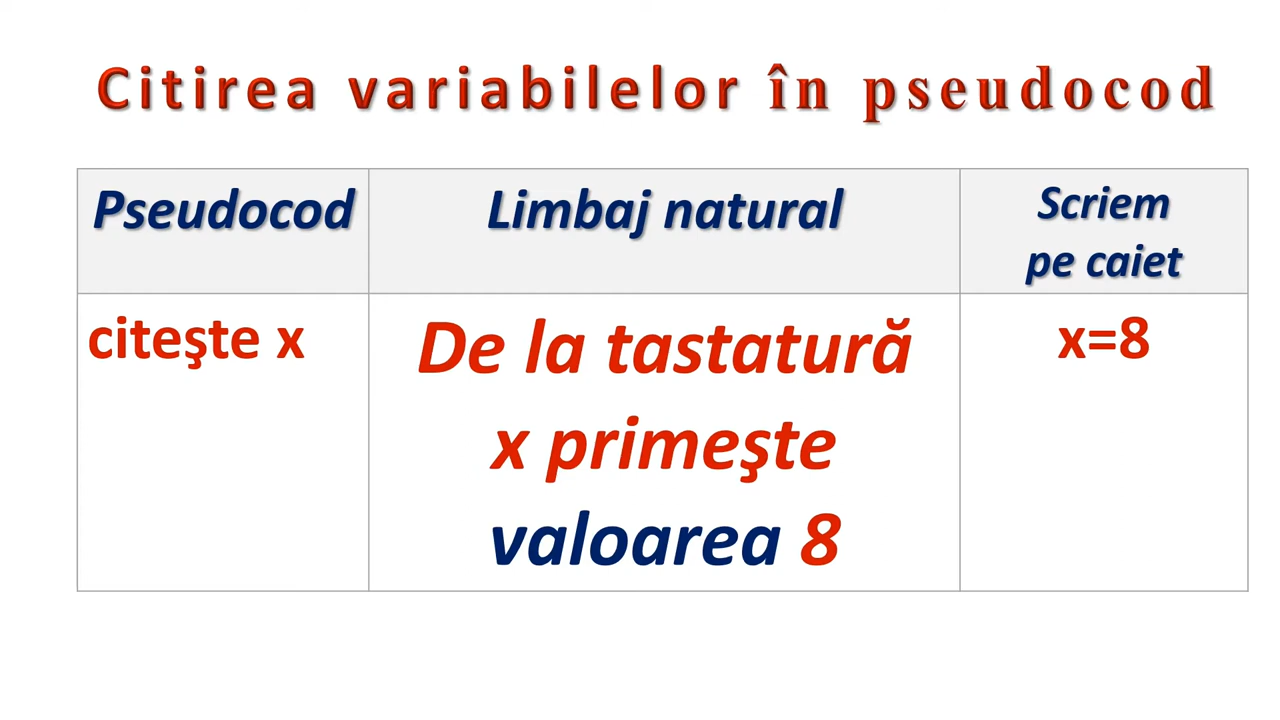 Citirea variabilelor în pseudocod
Pseudocod
Limbaj natural
Scriem
pe caiet
citeşte x
De la tastatură
x primeşte
valoarea 8
x=8